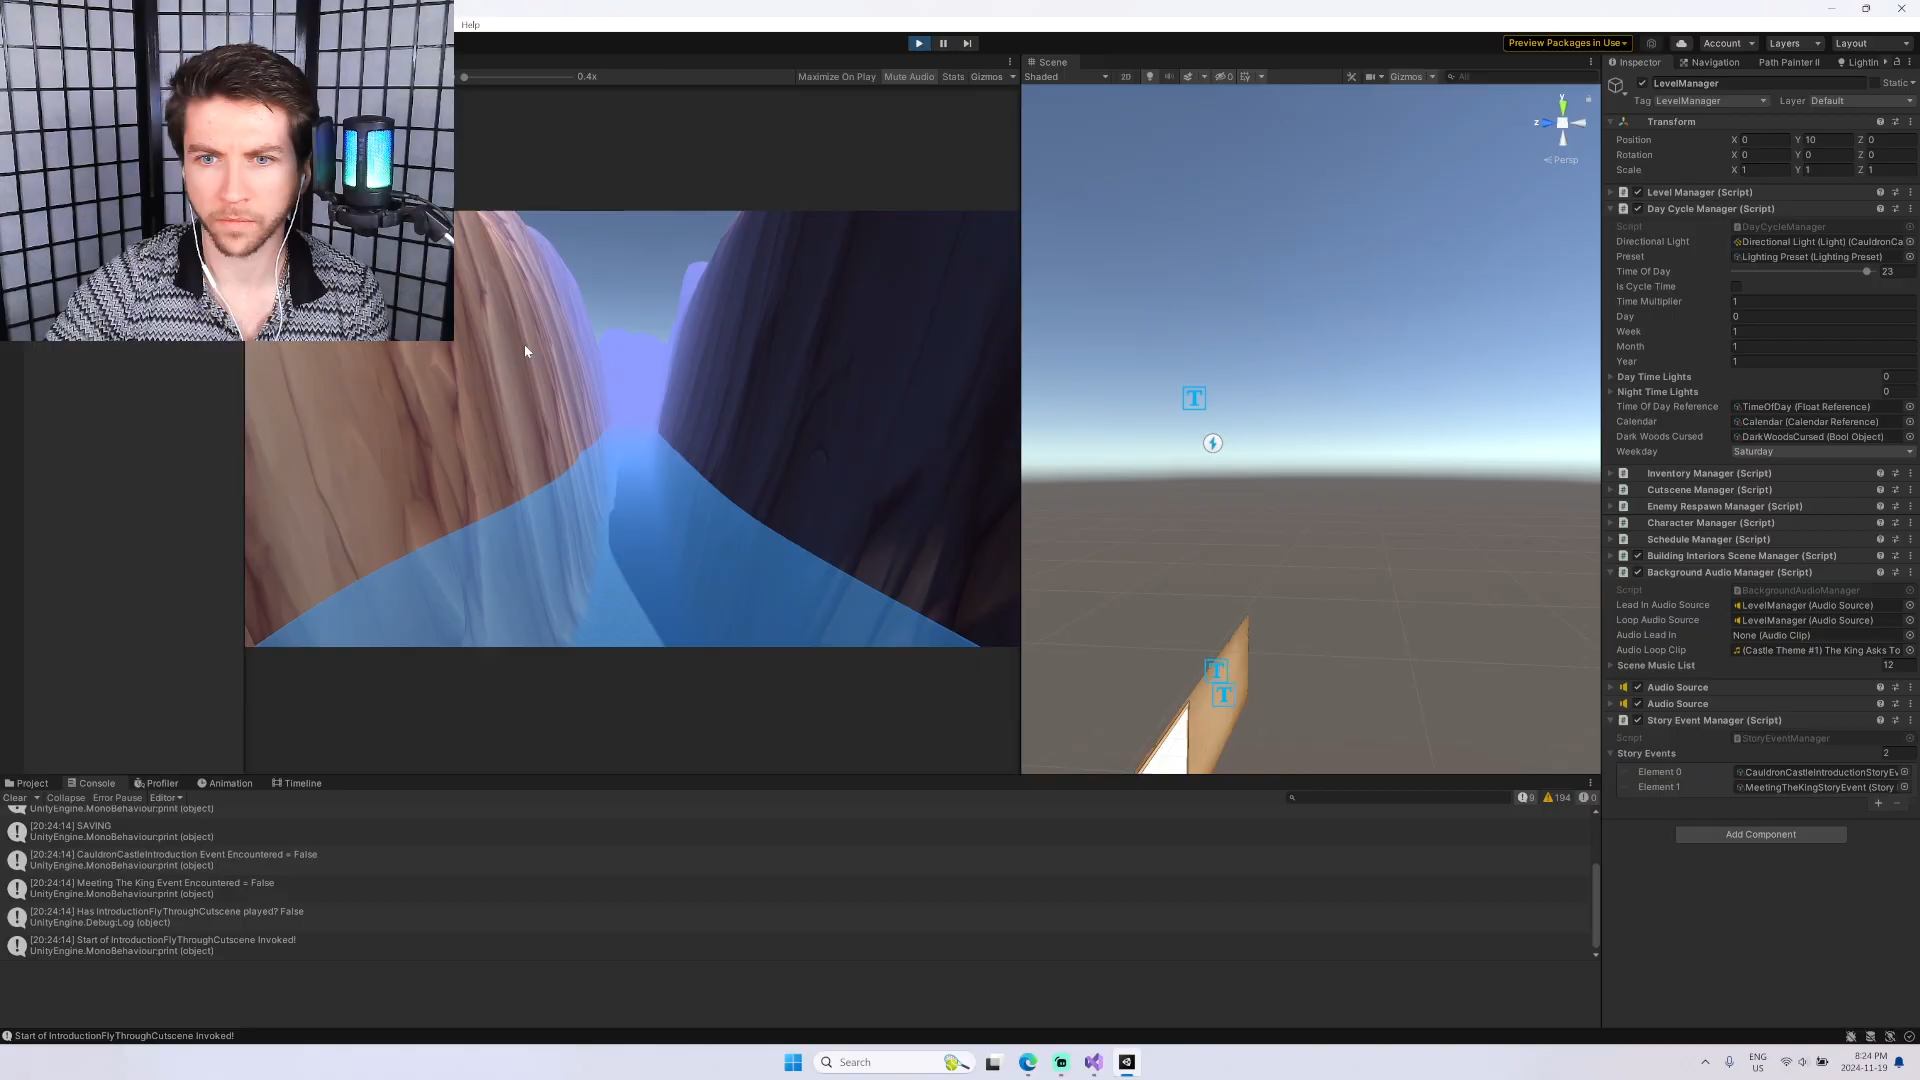 Help
Preview Packages in Use
Account
Layers
Layout
0.4x
Maximize On Play
Mute Audio
Stats
Gizmos
Scene
Shaded
2D
0
Gizmos
All
y
z
Persp
T
T
T
Inspector
Navigation
Path Painter II
Lightin
LevelManager
Static
Tag LevelManager
Layer Default
Transform
Position X 0 Y 10 Z 0
Rotation X 0 Y 0 Z 0
Scale X 1 Y 1 Z 1
Level Manager (Script)
Day Cycle Manager (Script)
Script DayCycleManager
Directional Light Directional Light (Light) (CauldronCa
Preset Lighting Preset (Lighting Preset)
Time Of Day 23
Is Cycle Time
Time Multiplier 1
Day 0
Week 1
Month 1
Year 1
Day Time Lights 0
Night Time Lights 0
Time Of Day Reference TimeOfDay (Float Reference)
Calendar Calendar (Calendar Reference)
Dark Woods Cursed DarkWoodsCursed (Bool Object)
Weekday Saturday
Inventory Manager (Script)
Cutscene Manager (Script)
Enemy Respawn Manager (Script)
Character Manager (Script)
Schedule Manager (Script)
Building Interiors Scene Manager (Script)
Background Audio Manager (Script)
Script BackgroundAudioManager
Lead In Audio Source LevelManager (Audio Source)
Loop Audio Source LevelManager (Audio Source)
Audio Lead In None (Audio Clip)
Audio Loop Clip (Castle Theme #1) The King Asks To
Scene Music List 12
Audio Source
Audio Source
Story Event Manager (Script)
Script StoryEventManager
Story Events 2
Element 0 CauldronCastleIntroductionStoryEv
Element 1 MeetingTheKingStoryEvent (Story
Add Component
Project
Console
Profiler
Animation
Timeline
Clear
Collapse
Error Pause
Editor
9
194
0
UnityEngine.MonoBehaviour:print (object)
[20:24:14] SAVING
UnityEngine.MonoBehaviour:print (object)
[20:24:14] CauldronCastleIntroduction Event Encountered = False
UnityEngine.MonoBehaviour:print (object)
[20:24:14] Meeting The King Event Encountered = False
UnityEngine.MonoBehaviour:print (object)
[20:24:14] Has IntroductionFlyThroughCutscene played? False
UnityEngine.Debug:Log (object)
[20:24:14] Start of IntroductionFlyThroughCutscene Invoked!
UnityEngine.MonoBehaviour:print (object)
Start of IntroductionFlyThroughCutscene Invoked!
Search
ENG
US
8:24 PM
2024-11-19